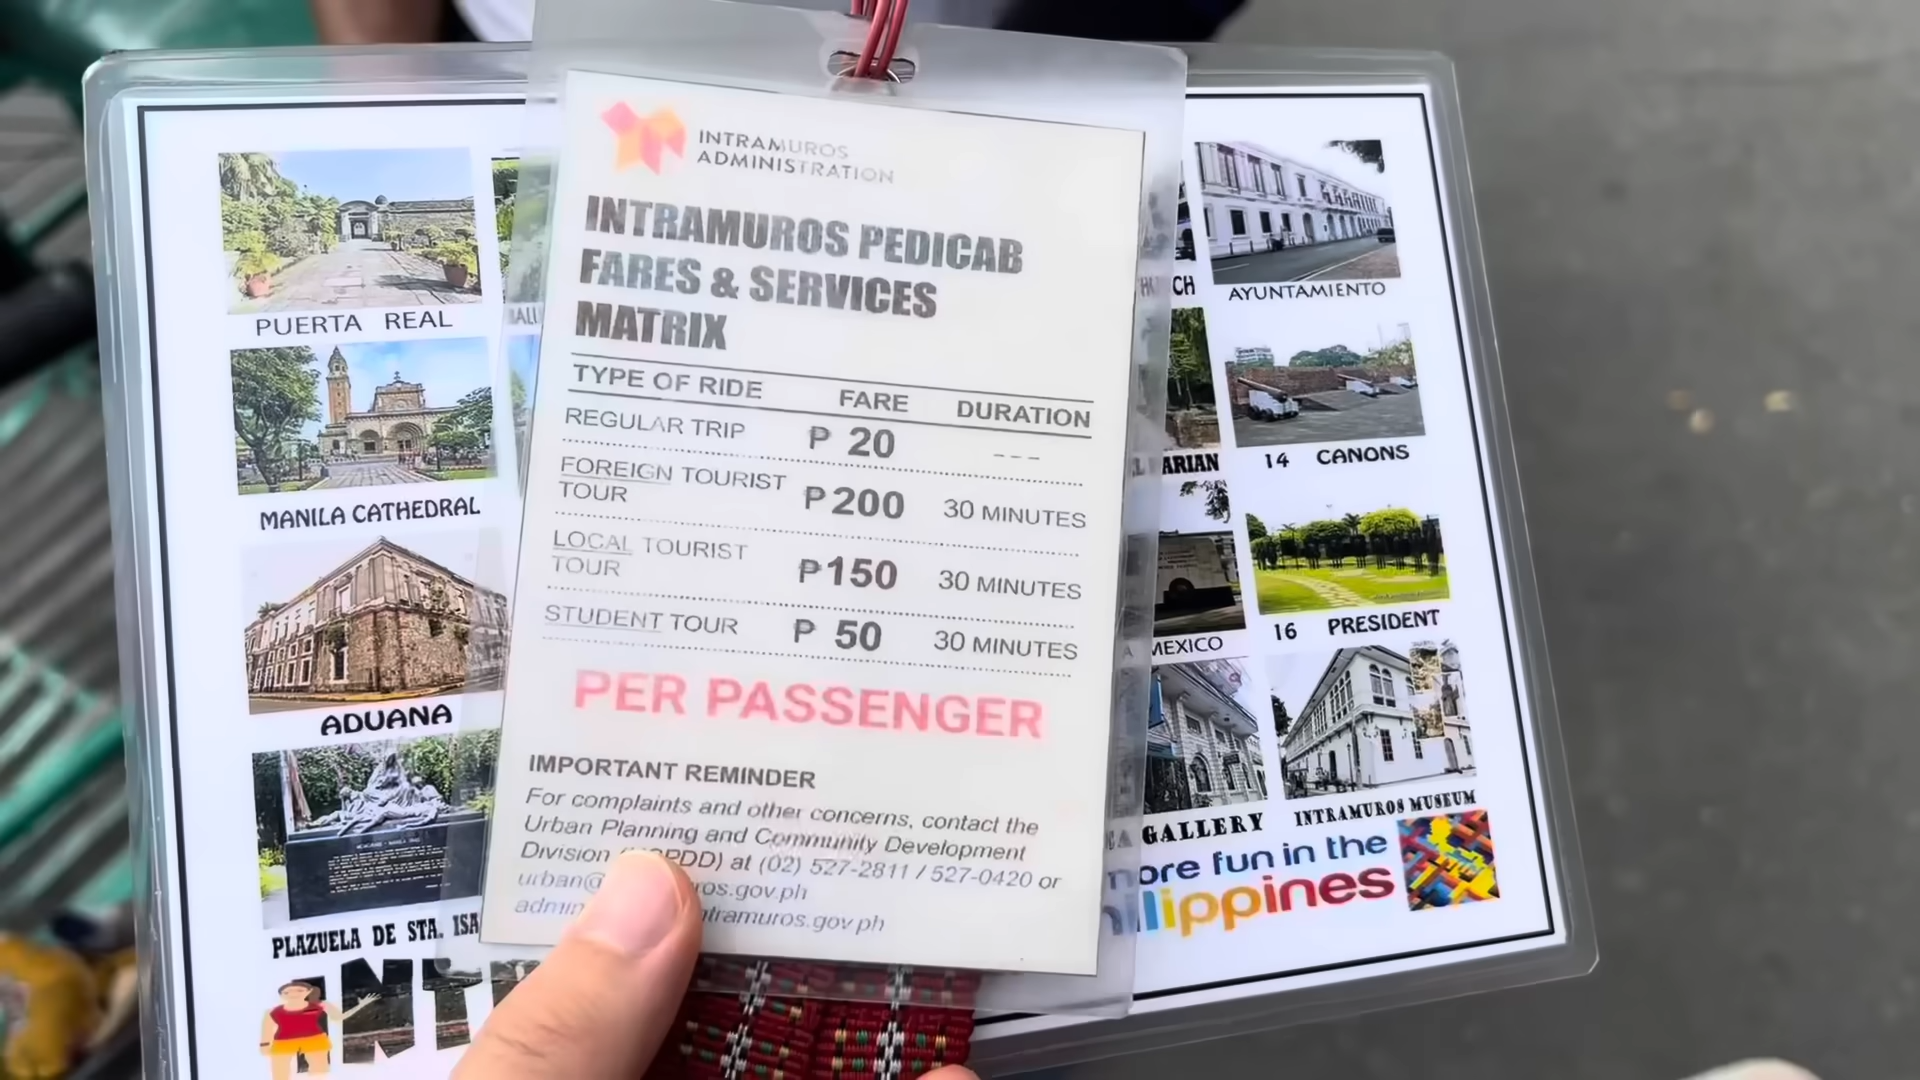 INTRAMUROS
ADMINISTRATION
INTRAMUROS PEDICAB
FARES & SERVICES
MATRIX
TYPE OF RIDE FARE DURATION
REGULAR TRIP ₱ 20 ---
FOREIGN TOURIST
TOUR ₱200 30 MINUTES
LOCAL TOURIST
TOUR ₱150 30 MINUTES
STUDENT TOUR ₱ 50 30 MINUTES
PER PASSENGER
IMPORTANT REMINDER
For complaints and other concerns, contact the
Urban Planning and Community Development
Division at (02) 527-2811 / 527-0420 or
PUERTA REAL
MANILA CATHEDRAL
ADUANA
PLAZUELA DE STA.
AYUNTAMIENTO
14 CANONS
MEXICO
16 PRESIDENT
GALLERY
INTRAMUROS MUSEUM
fun in the